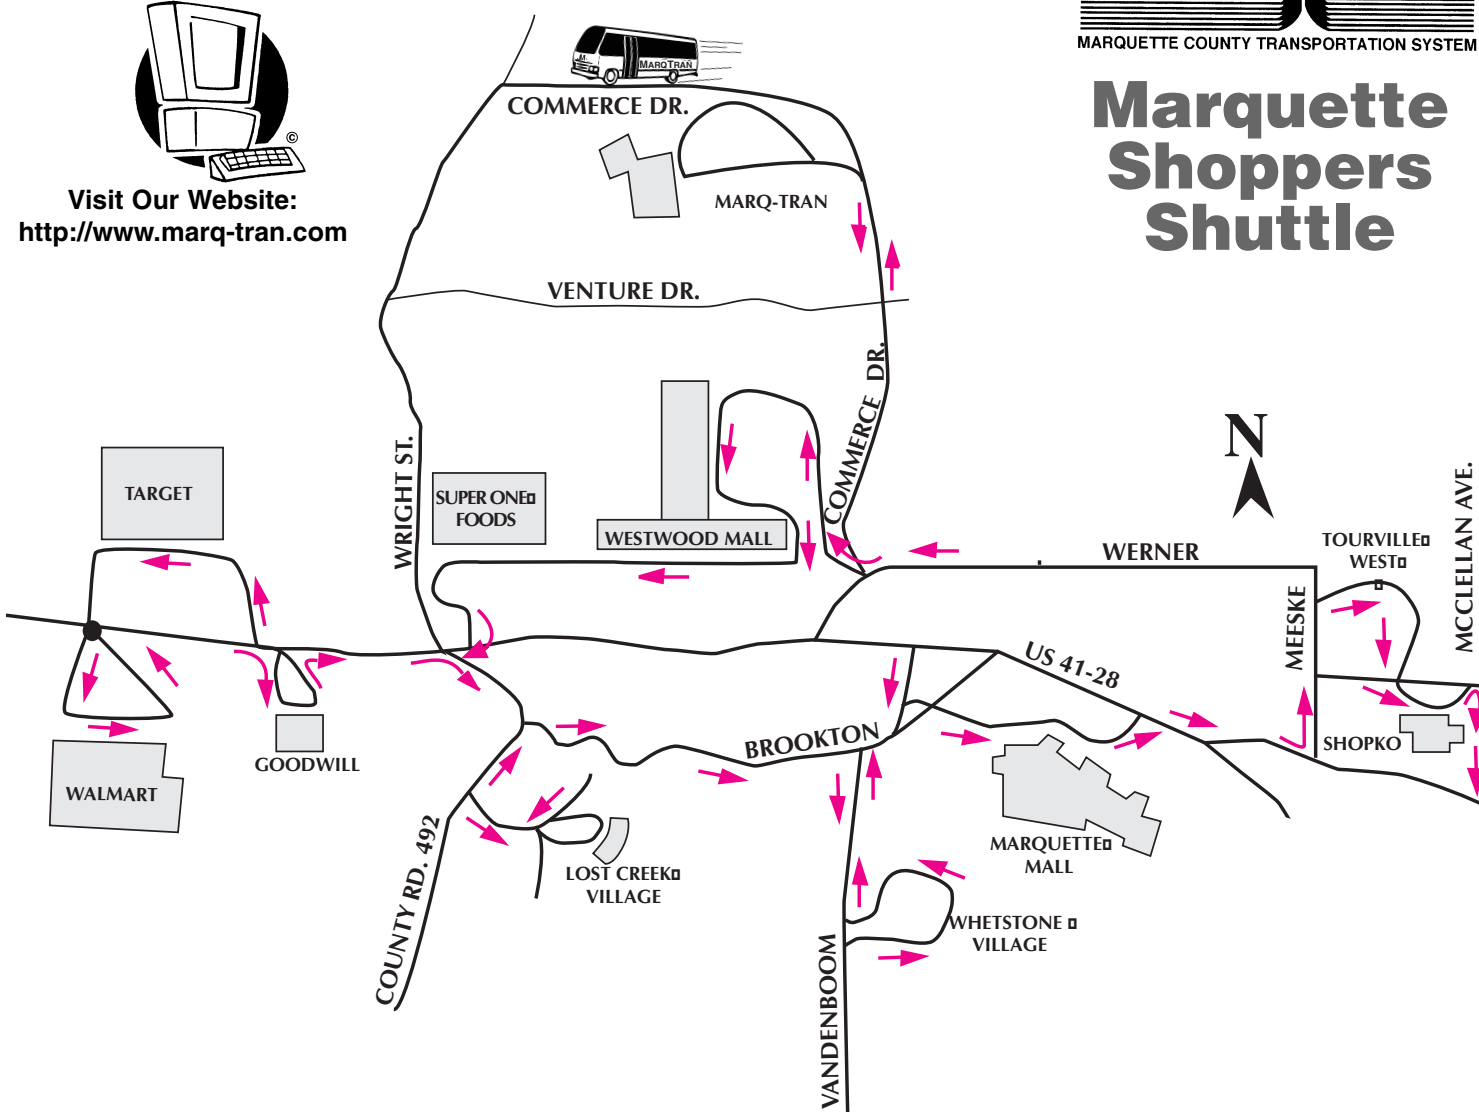 MARQUETTE COUNTY TRANSPORTATION SYSTEM
Marquette
Shoppers
Shuttle
©
Visit Our Website:
http://www.marq-tran.com
MARQTRAN
COMMERCE DR.
MARQ-TRAN
VENTURE DR.
COMMERCE DR.
WRIGHT ST.
TARGET
SUPER ONE
FOODS
WESTWOOD MALL
N
WERNER
TOURVILLE
WEST
MCCLELLAN AVE.
MEESKE
US 41-28
SHOPKO
BROOKTON
GOODWILL
WALMART
COUNTY RD. 492
LOST CREEK
VILLAGE
MARQUETTE
MALL
WHETSTONE
VILLAGE
VANDENBOOM